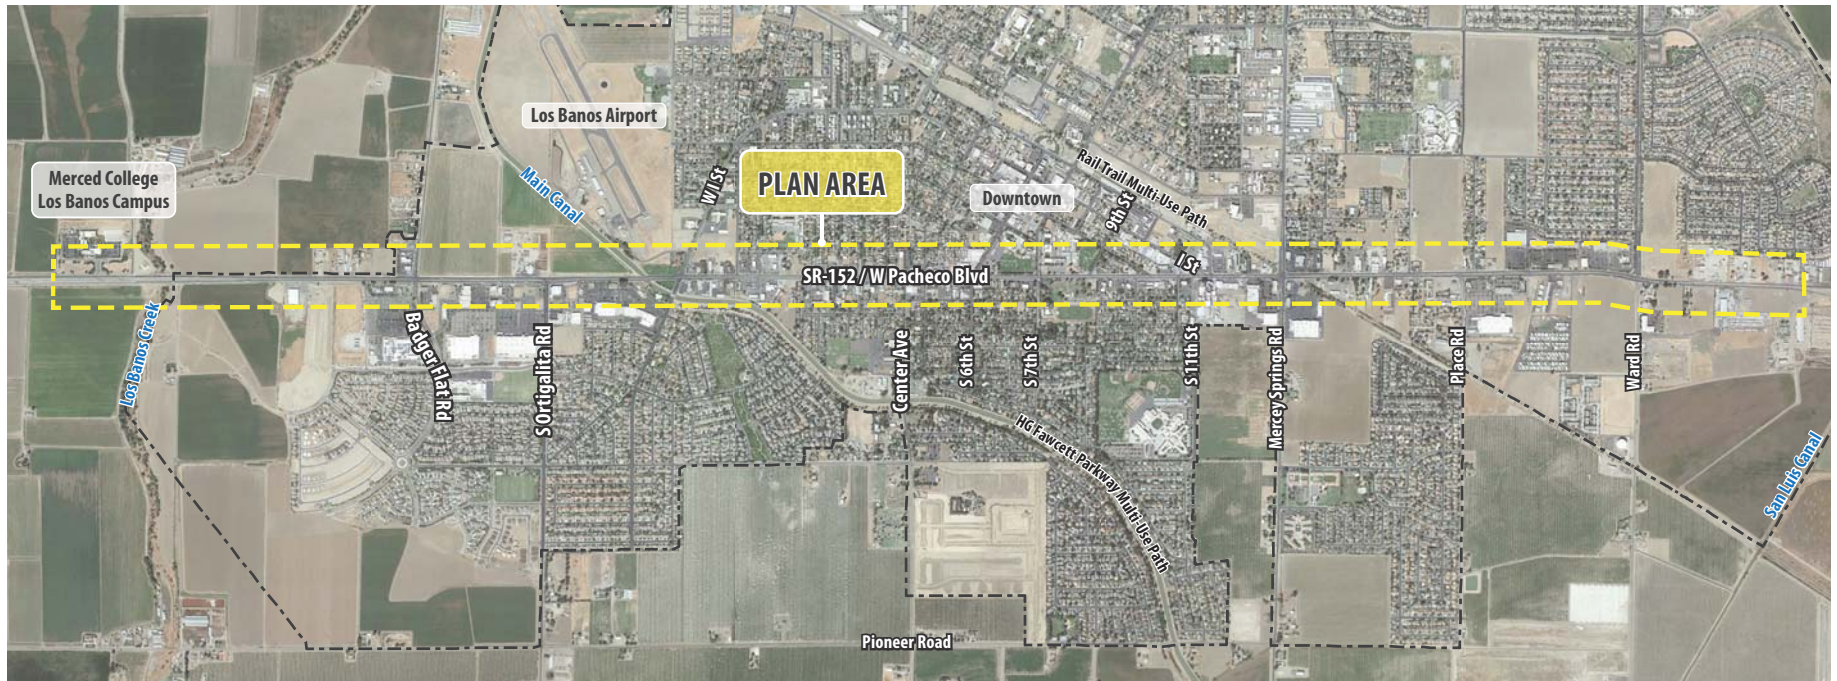 Los Banos Airport
Merced College
Los Banos Campus
Main Canal
W I St
PLAN AREA
Downtown
Rail Trail Multi-Use Path
9th St
I St
SR-152 / W Pacheco Blvd
Los Banos Creek
Badger Flat Rd
S Ortigalita Rd
Center Ave
S 6th St
S 7th St
S 11th St
Mercey Springs Rd
Place Rd
Ward Rd
HG Fawcett Parkway Multi-Use Path
San Luis Canal
Pioneer Road